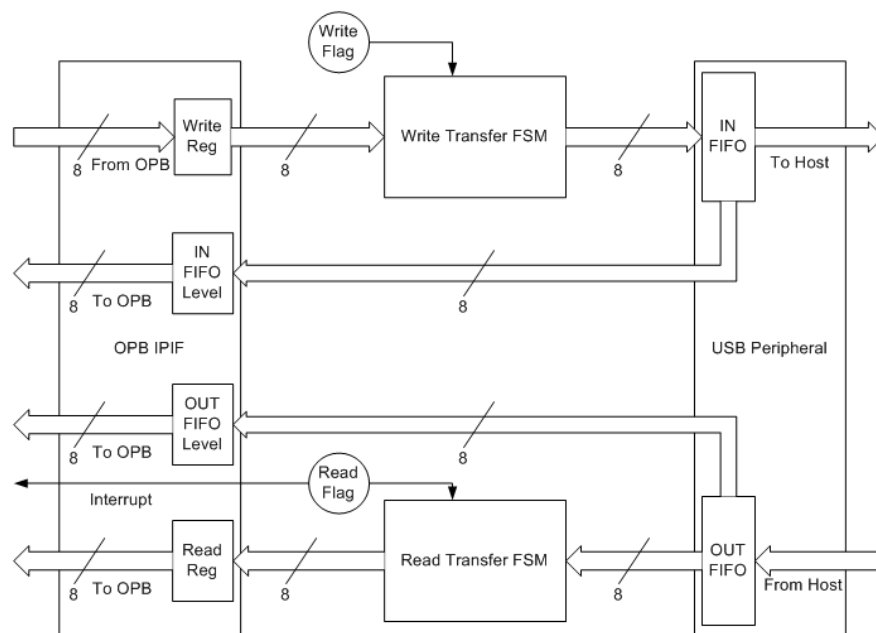 Write
Flag
Write
Reg
Write Transfer FSM
IN
FIFO
8
From OPB
8
8
To Host
IN
FIFO
Level
8
To OPB
8
OPB IPIF
USB Peripheral
OUT
FIFO
Level
8
To OPB
8
Read
Flag
Interrupt
Read
Reg
Read Transfer FSM
OUT
FIFO
8
To OPB
8
8
From Host